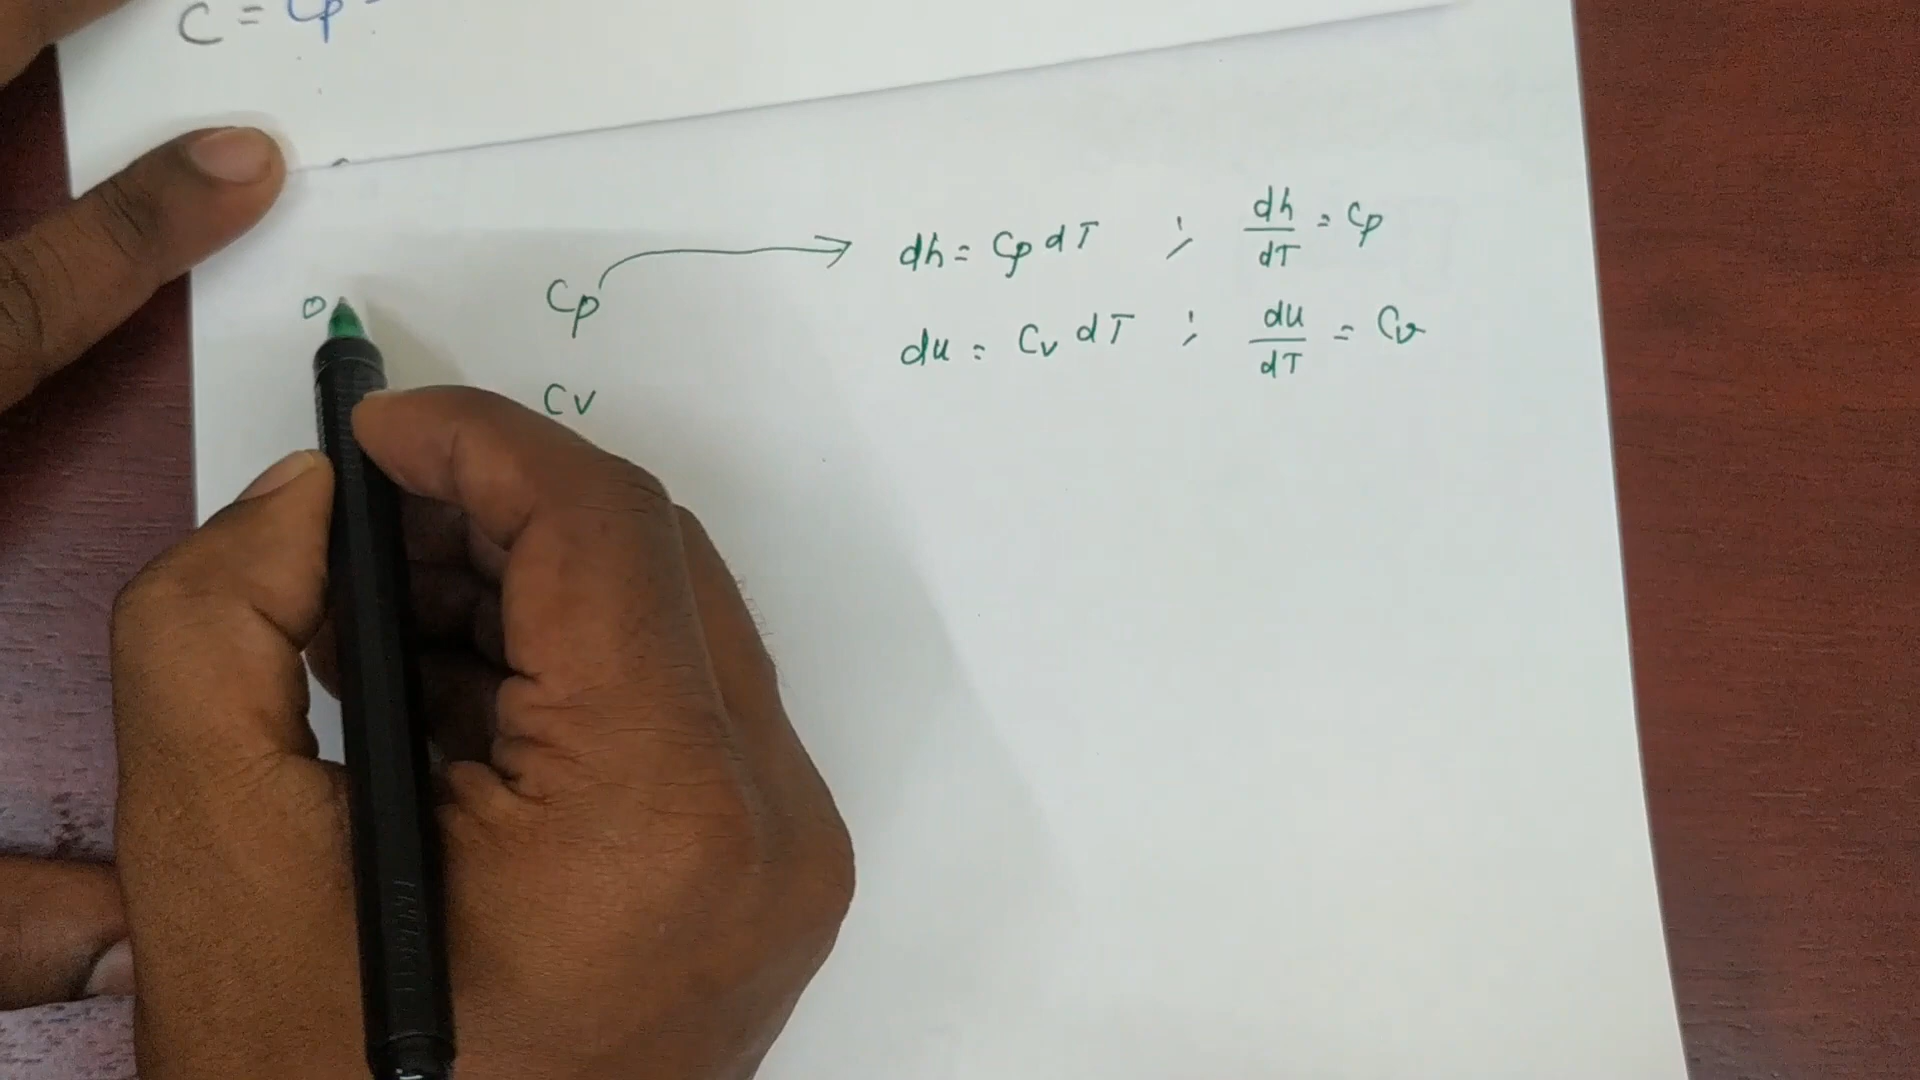 C = Cp
dh = Cp dT ; dh/dT = Cp
Cp
du = Cv dT ; du/dT = Cv
Cv